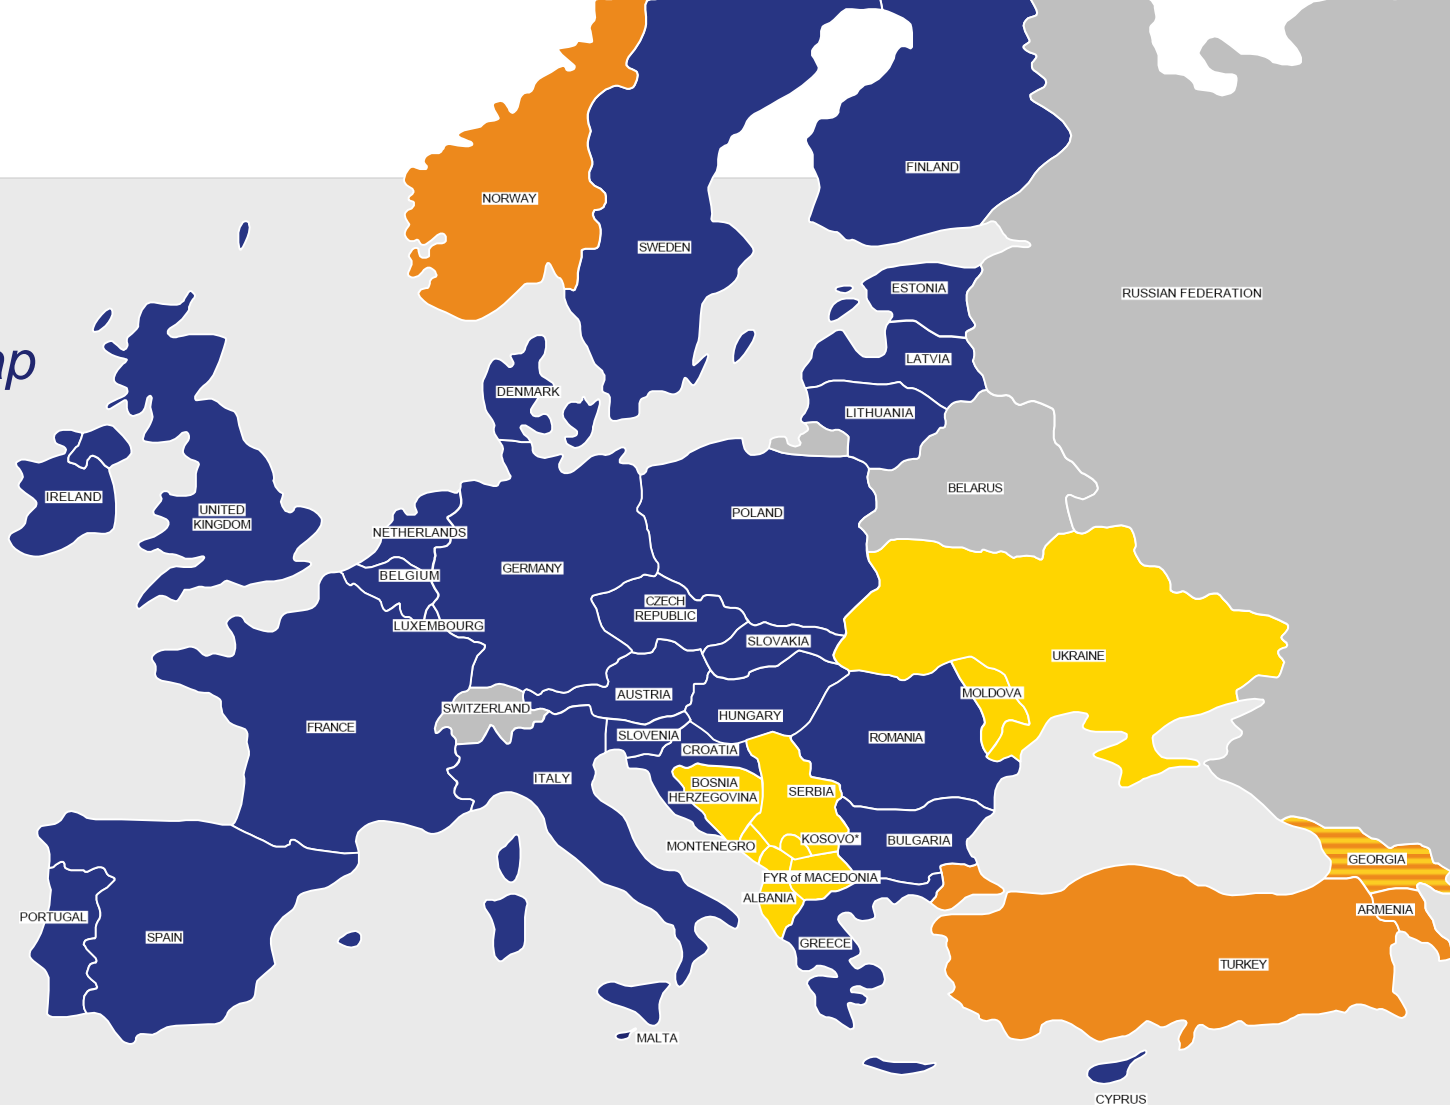 FINLAND
NORWAY
SWEDEN
ESTONIA
RUSSIAN FEDERATION
LATVIA
ap
DENMARK
LITHUANIA
BELARUS
IRELAND
UNITED
KINGDOM
POLAND
NETHERLANDS
GERMANY
BELGIUM
CZECH
REPUBLIC
LUXEMBOURG
SLOVAKIA
UKRAINE
AUSTRIA
MOLDOVA
SWITZERLAND
HUNGARY
FRANCE
SLOVENIA
ROMANIA
CROATIA
ITALY
BOSNIA
HERZEGOVINA
SERBIA
KOSOVO*
BULGARIA
MONTENEGRO
GEORGIA
FYR of MACEDONIA
ALBANIA
ARMENIA
PORTUGAL
SPAIN
GREECE
TURKEY
MALTA
CYPRUS